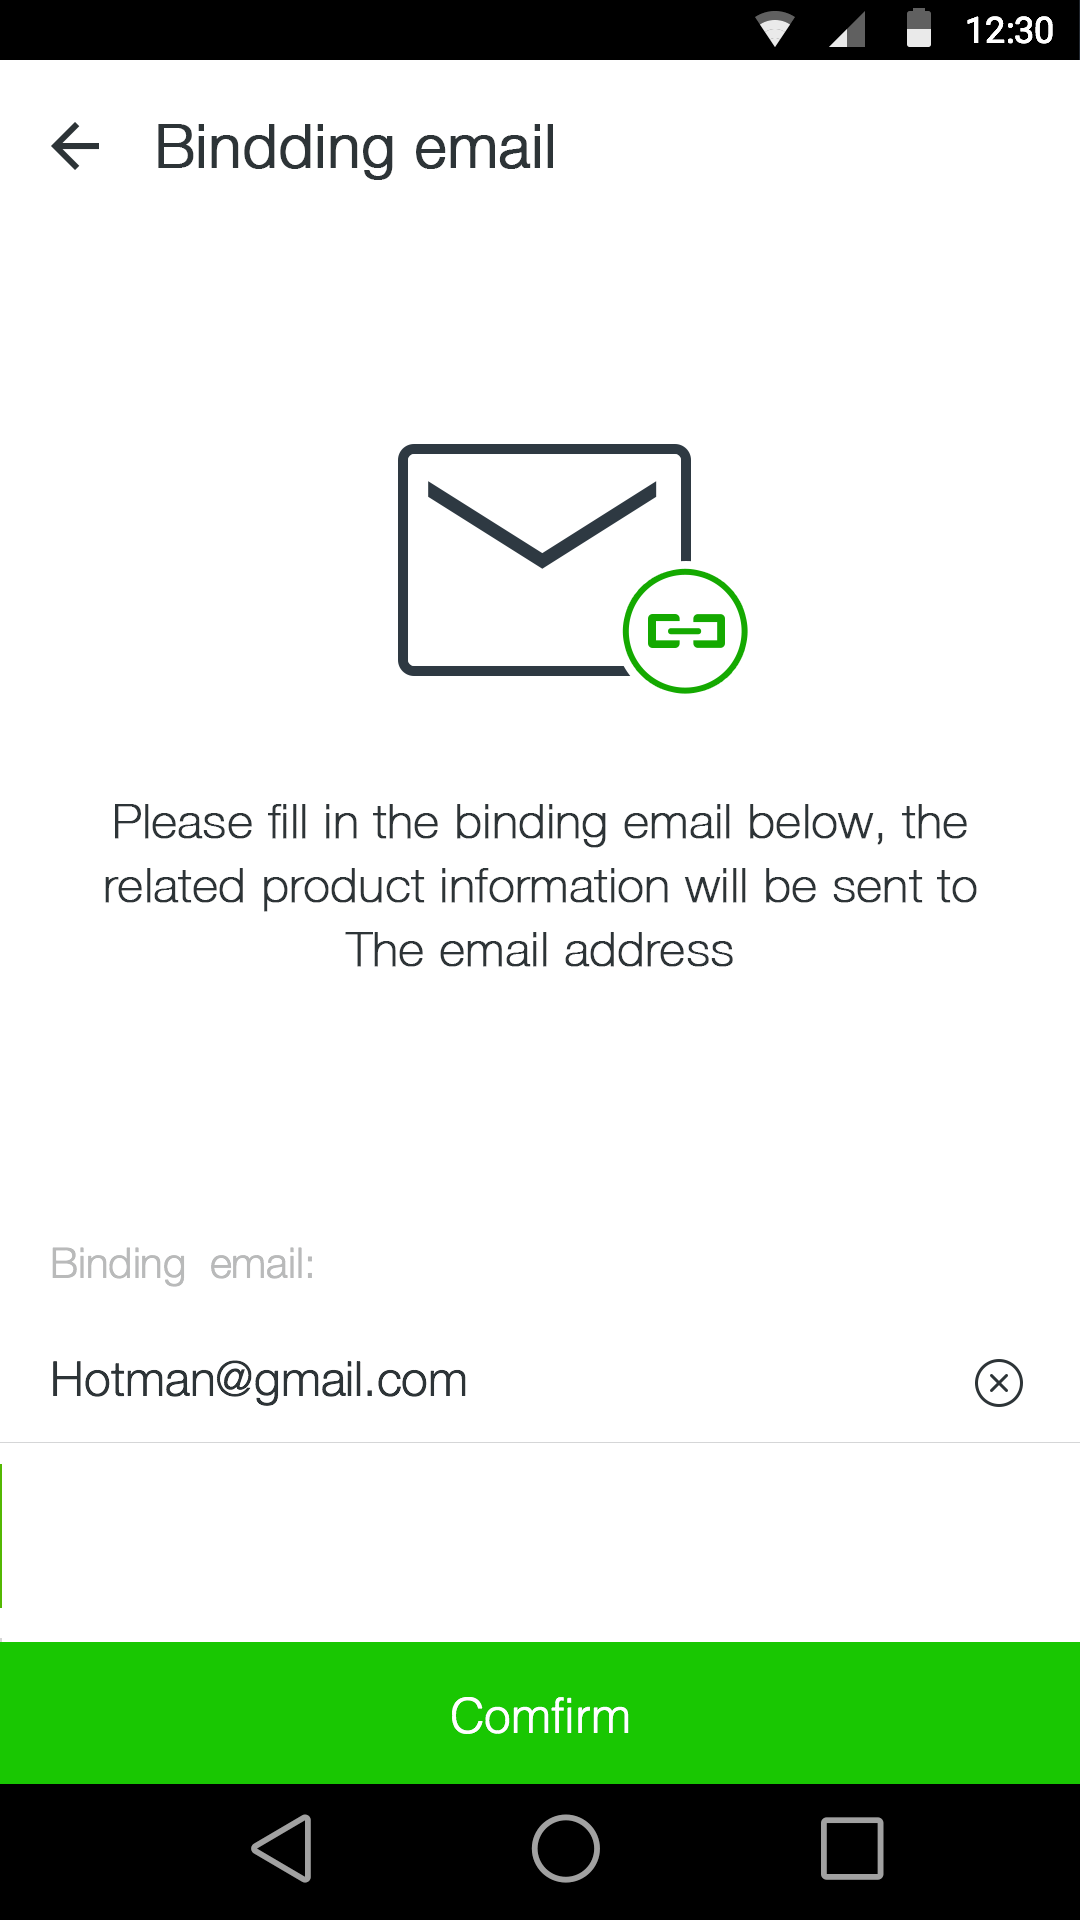 12:30
Bindding email
Please fill in the binding email below, the
related product information will be sent to
The email address
Binding email:
Hotman@gmail.com
Comfirm